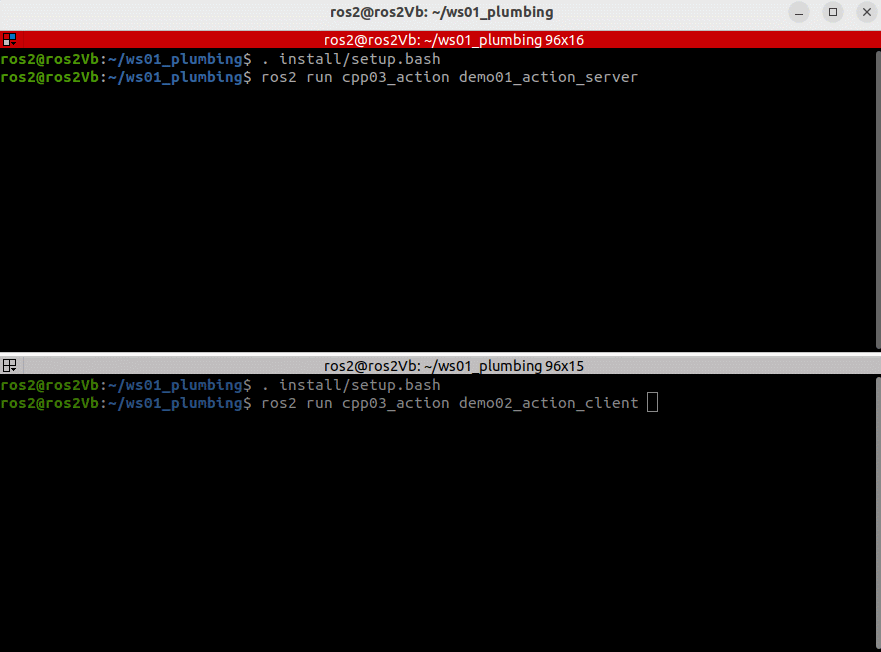 ros2@ros2Vb: ~/ws01_plumbing
ros2@ros2Vb: ~/ws01_plumbing 96x16
ros2@ros2Vb:~/ws01_plumbing$ . install/setup.bash
ros2@ros2Vb:~/ws01_plumbing$ ros2 run cpp03_action demo01_action_server
ros2@ros2Vb: ~/ws01_plumbing 96x15
ros2@ros2Vb:~/ws01_plumbing$ . install/setup.bash
ros2@ros2Vb:~/ws01_plumbing$ ros2 run cpp03_action demo02_action_client